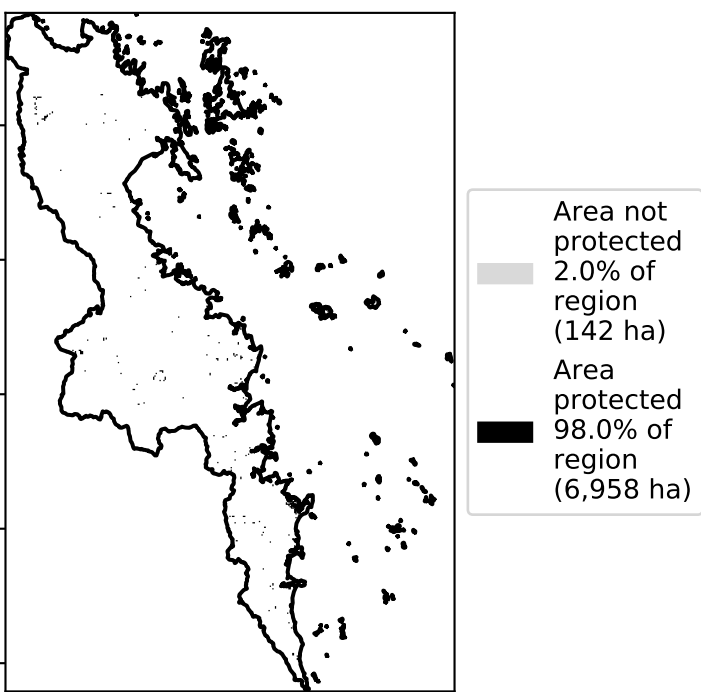 Area not
protected
2.0% of
region
(142 ha)
Area
protected
98.0% of
region
(6,958 ha)